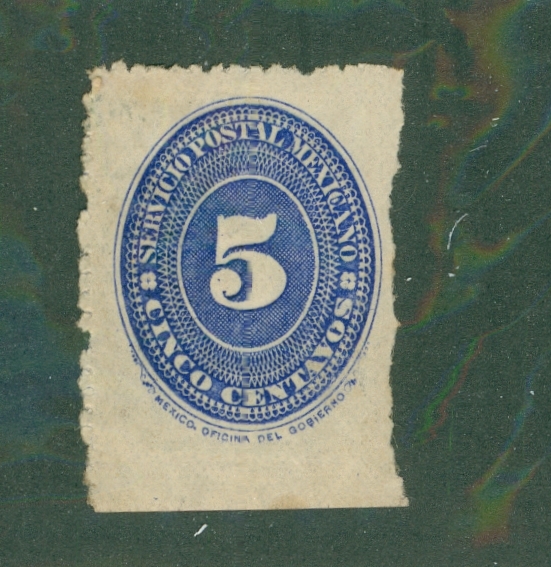 SERVICIO POSTAL MEXICANO
5
CINCO CENTAVOS
MEXICO. OFICINA DEL GOBIERNO